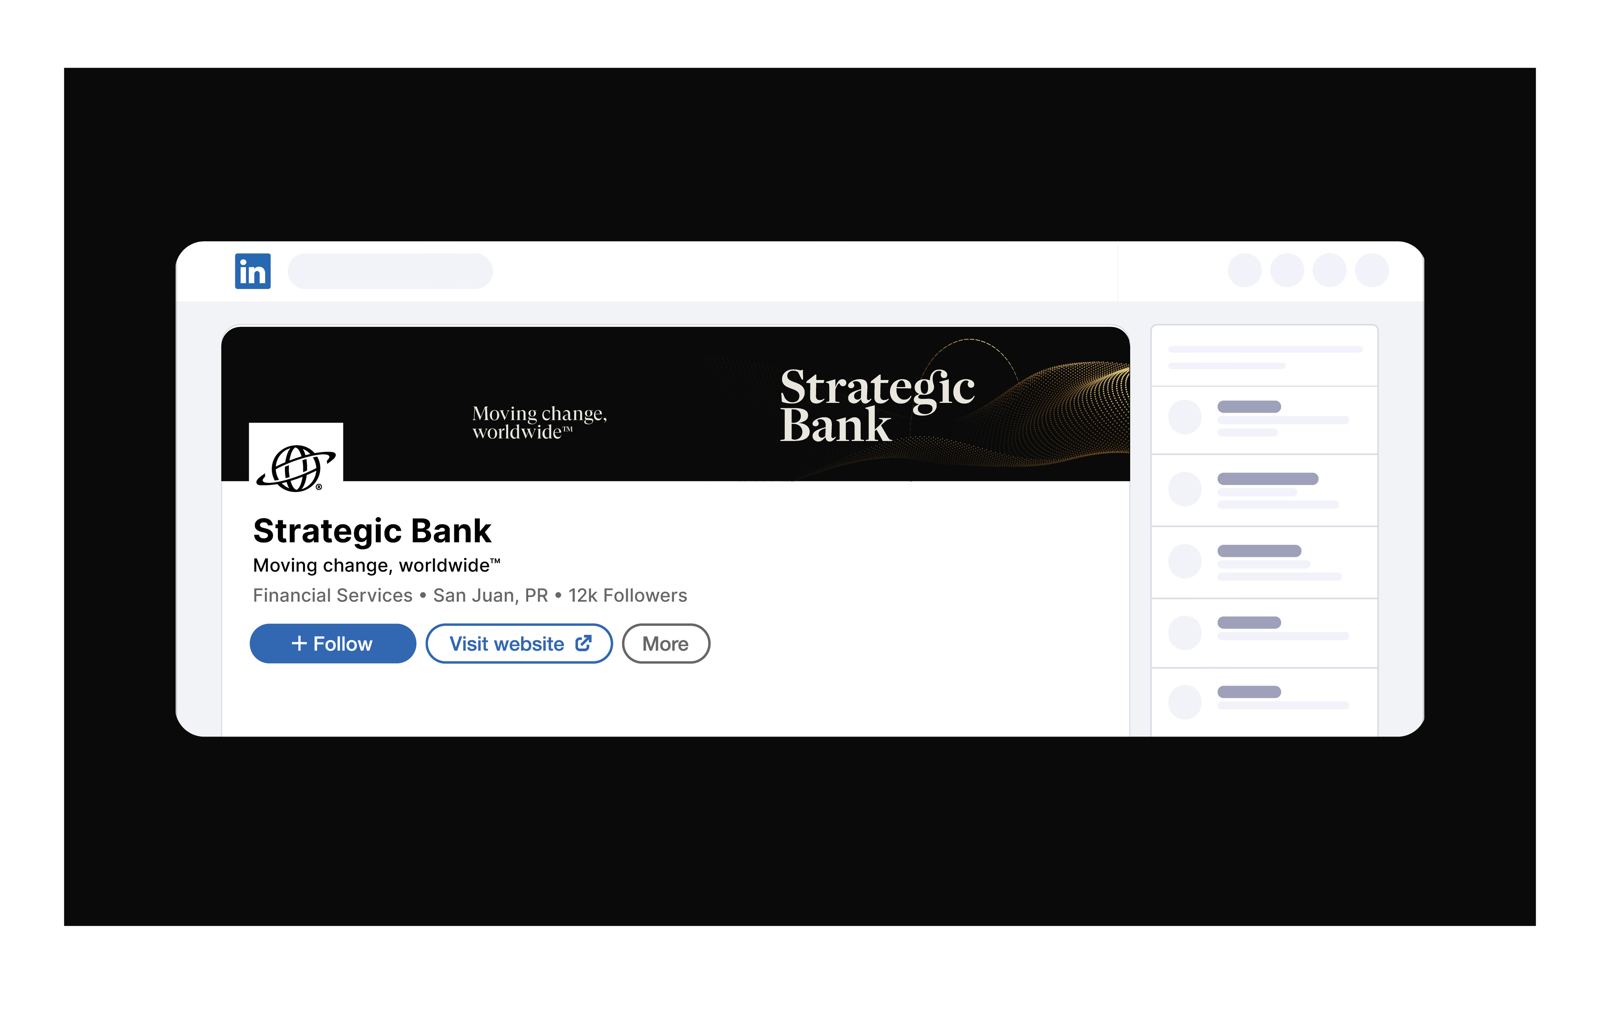 in
Moving change,
worldwide™
Strategic
Bank
®
Strategic Bank
Moving change, worldwide™
Financial Services • San Juan, PR • 12k Followers
+ Follow
Visit website
More